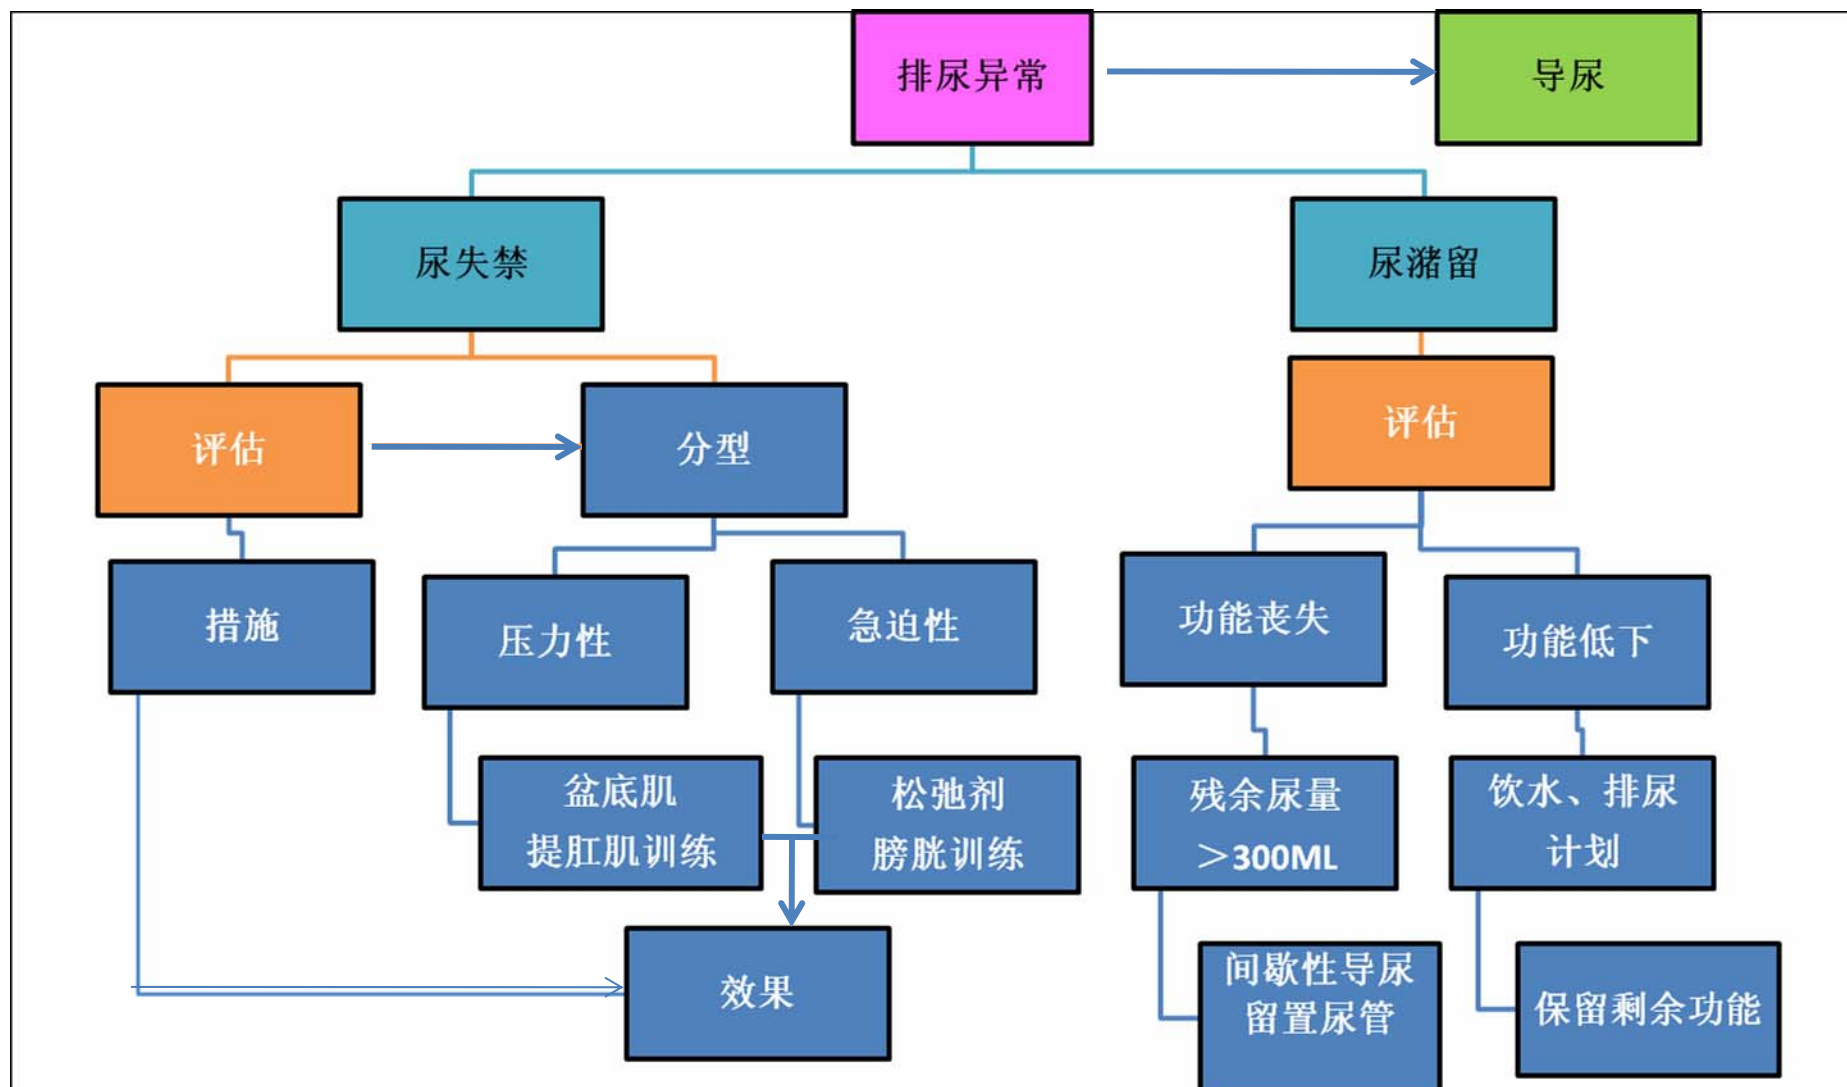 排尿异常
导尿
尿失禁
尿潴留
评估
分型
评估
措施
压力性
急迫性
功能丧失
功能低下
盆底肌
提肛肌训练
松弛剂
膀胱训练
残余尿量
＞300ML
饮水、排尿
计划
效果
间歇性导尿
留置尿管
保留剩余功能